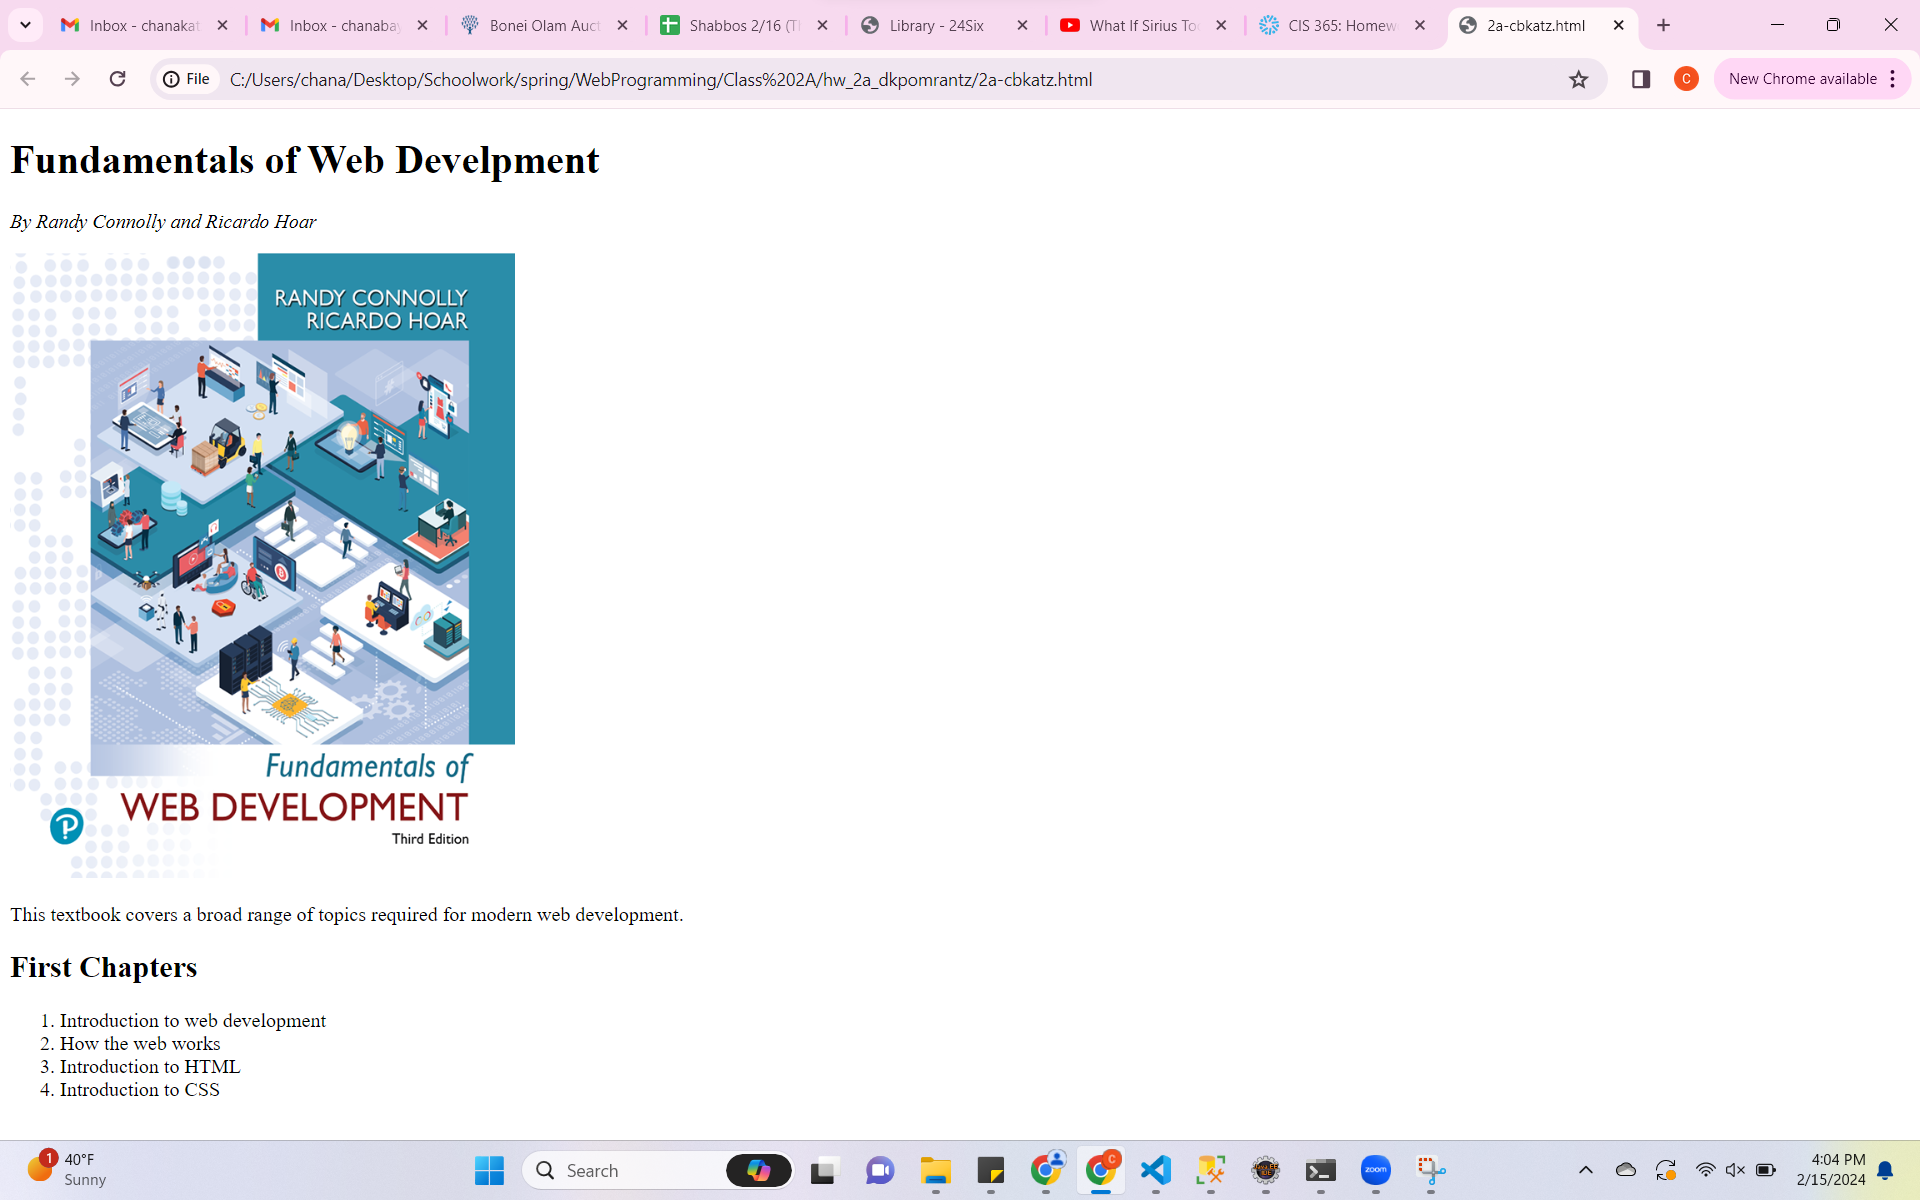 Inbox - chanakat
Inbox - chanabay
Bonei Olam Auct
Shabbos 2/16 (T
Library - 24Six
What If Sirius Too
CIS 365: Homew
2a-cbkatz.html
File
C:/Users/chana/Desktop/Schoolwork/spring/WebProgramming/Class%202A/hw_2a_dkpomrantz/2a-cbkatz.html
C
New Chrome available
Fundamentals of Web Develpment
By Randy Connolly and Ricardo Hoar
RANDY CONNOLLY
RICARDO HOAR
Fundamentals of
WEB DEVELOPMENT
Third Edition
This textbook covers a broad range of topics required for modern web development.
First Chapters
1. Introduction to web development
2. How the web works
3. Introduction to HTML
4. Introduction to CSS
1
40°F
Sunny
Search
C
zoom
4:04 PM
2/15/2024